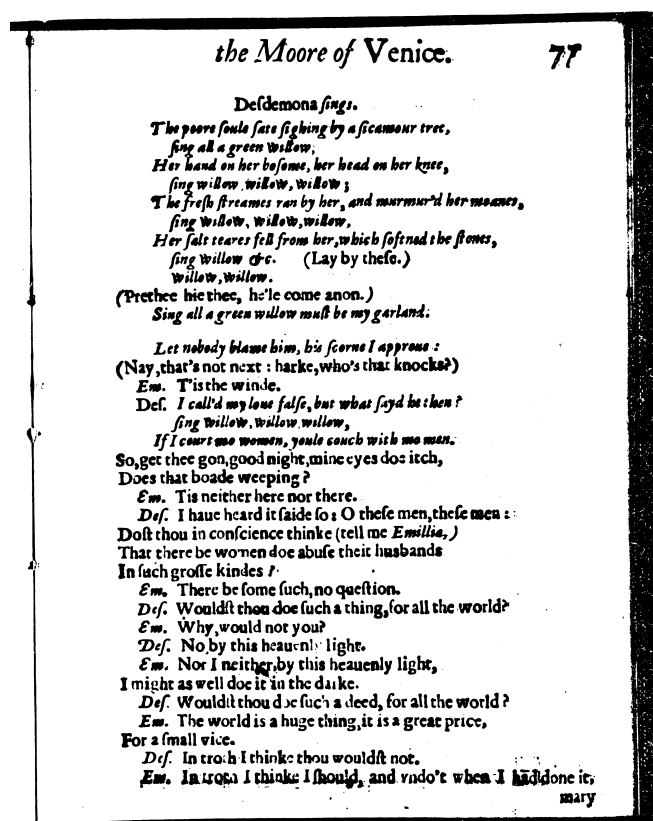 the Moore of Venice. 77
Deſdemona ſings.
The poore ſoule ſate ſighing by a ſicamour tree,
ſing all a green willow;
Her hand on her boſome, her head on her knee,
ſing willow, willow, willow;
The freſh ſtreames ran by her, and murmur'd her moanes,
ſing willow, willow, willow,
Her ſalt teares fell from her, which ſoftned the ſtones,
ſing willow &c. (Lay by theſe.)
willow, willow.
(Prethee hie thee, he'le come anon.)
Sing all a green willow muſt be my garland.
Let nobody blame him, his ſcorne I approue:
(Nay, that's not next: harke, who's that knocks?)
Em. T'is the winde.
Deſ. I call'd my loue falſe, but what ſayd he then?
ſing willow, willow, willow,
If I court mo women, youle couch with mo men.
So, get thee gon, good night, mine eyes doe itch,
Does that boade weeping?
Em. Tis neither here nor there.
Deſ. I haue heard it ſaide ſo: O theſe men, theſe men:
Doſt thou in conſcience thinke (tell me Emillia,)
That there be women doe abuſe their husbands
In ſuch groſſe kindes?
Em. There be ſome ſuch, no queſtion.
Deſ. Wouldſt thou doe ſuch a thing, for all the world?
Em. Why, would not you?
Deſ. No, by this heauenly light.
Em. Nor I neither, by this heauenly light,
I might as well doe it in the darke.
Deſ. Wouldſt thou doe ſuch a deed, for all the world?
Em. The world is a huge thing, it is a great price,
For a ſmall vice.
Deſ. In troth I thinke thou wouldſt not.
Em. In troth I thinke I ſhould, and vndo't when I had done it,
mary